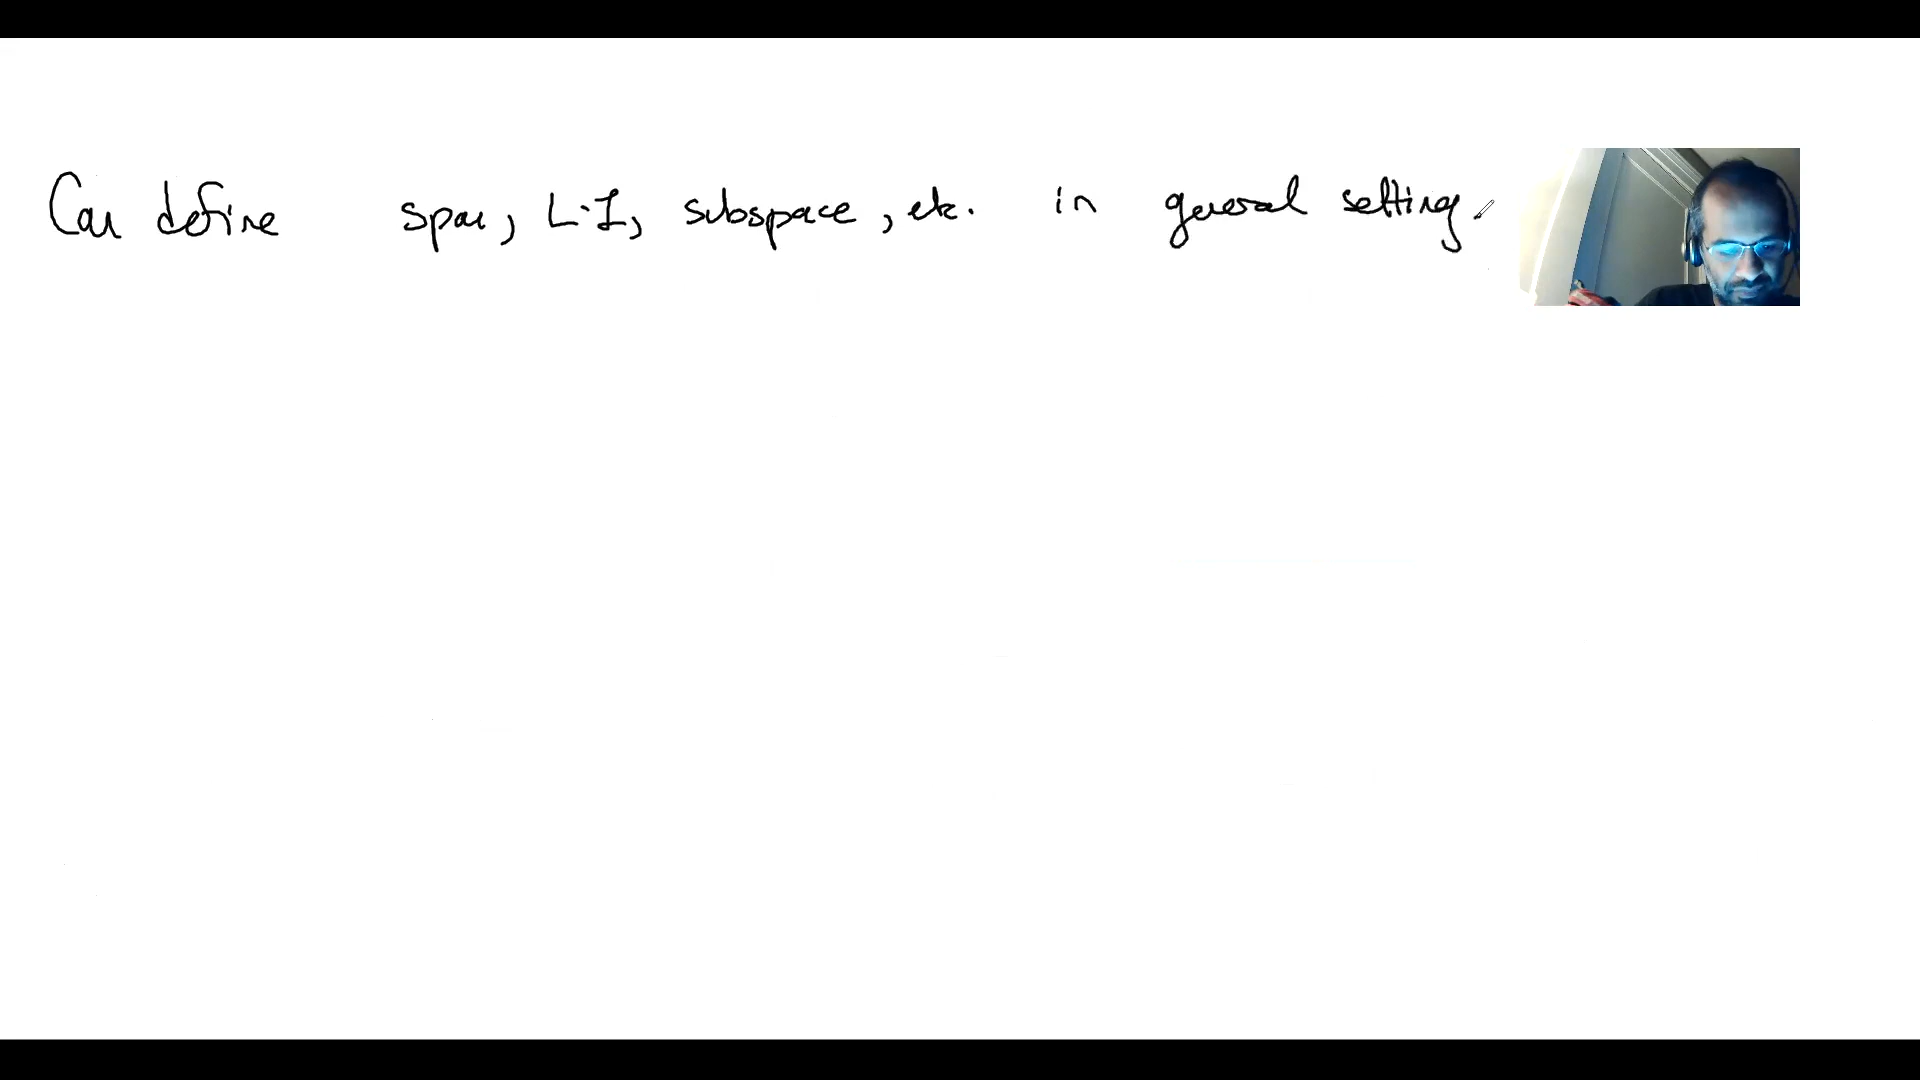 Can define span, L.I, subspace, etc. in general setting.